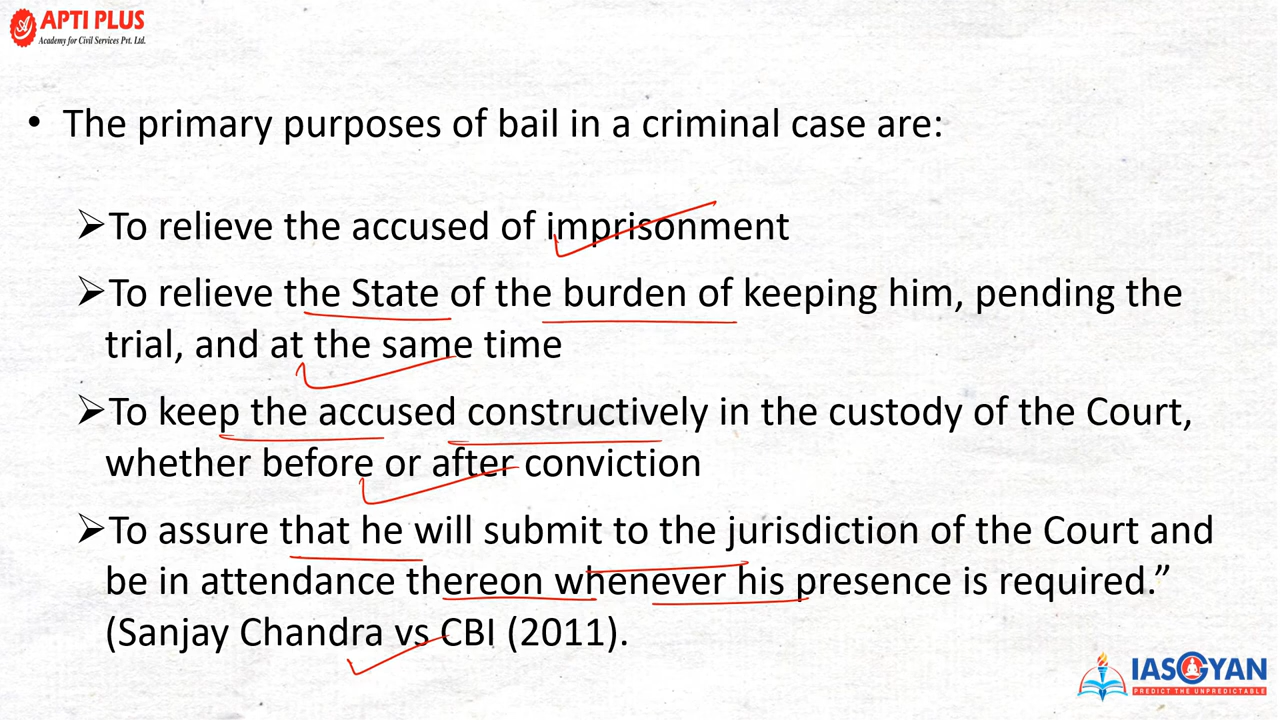 APTI PLUS
Academy for Civil Services Pvt. Ltd.
• The primary purposes of bail in a criminal case are:
➢To relieve the accused of imprisonment
➢To relieve the State of the burden of keeping him, pending the
trial, and at the same time
➢To keep the accused constructively in the custody of the Court,
whether before or after conviction
➢To assure that he will submit to the jurisdiction of the Court and
be in attendance thereon whenever his presence is required.”
(Sanjay Chandra vs CBI (2011).
IASGYAN
PREDICT THE UNPREDICTABLE